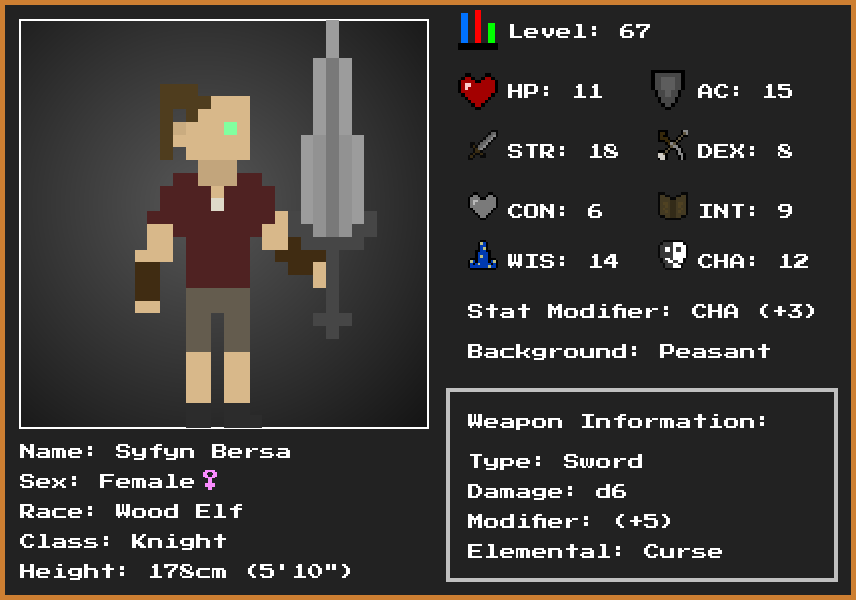 Level: 67
HP: 11 AC: 15
STR: 18 DEX: 8
CON: 6 INT: 9
WIS: 14 CHA: 12
Stat Modifier: CHA (+3)
Background: Peasant
Weapon Information:
Type: Sword
Damage: d6
Modifier: (+5)
Elemental: Curse
Name: Syfyn Bersa
Sex: Female♀
Race: Wood Elf
Class: Knight
Height: 178cm (5'10")